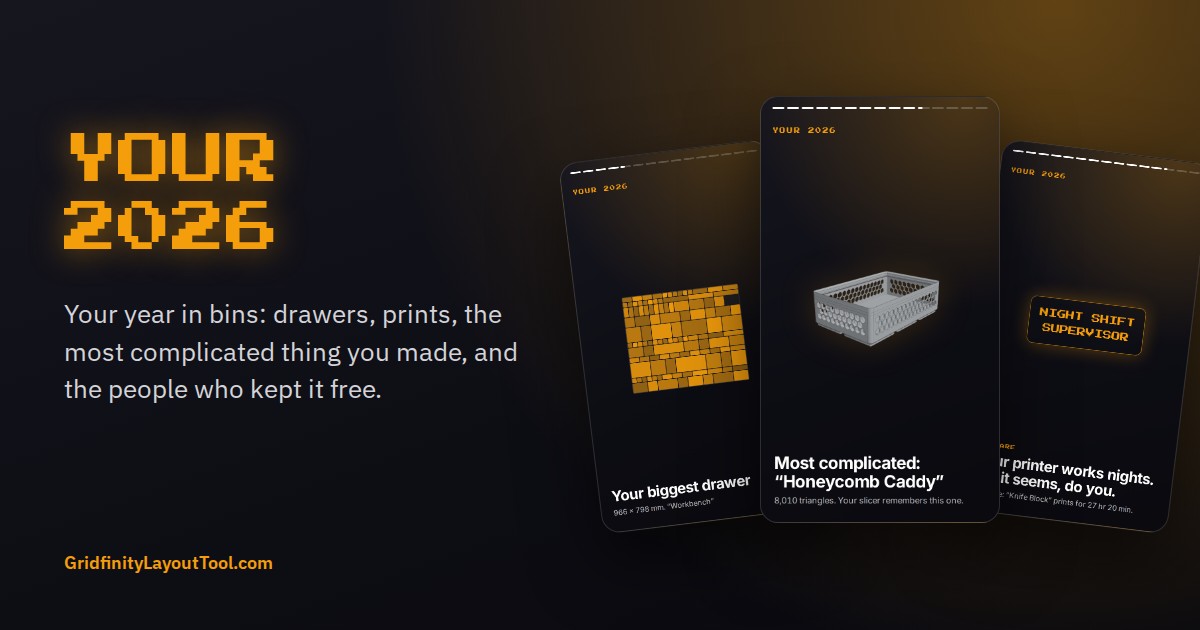 YOUR
2026
Your year in bins: drawers, prints, the
most complicated thing you made, and
the people who kept it free.
GridfinityLayoutTool.com
YOUR 2026
Your biggest drawer
966 × 798 mm. “Workbench”
YOUR 2026
Most complicated:
“Honeycomb Caddy”
8,010 triangles. Your slicer remembers this one.
YOUR 2026
NIGHT SHIFT
SUPERVISOR
printer works nights.
it seems, do you.
“Knife Block” prints for 27 hr 20 min.